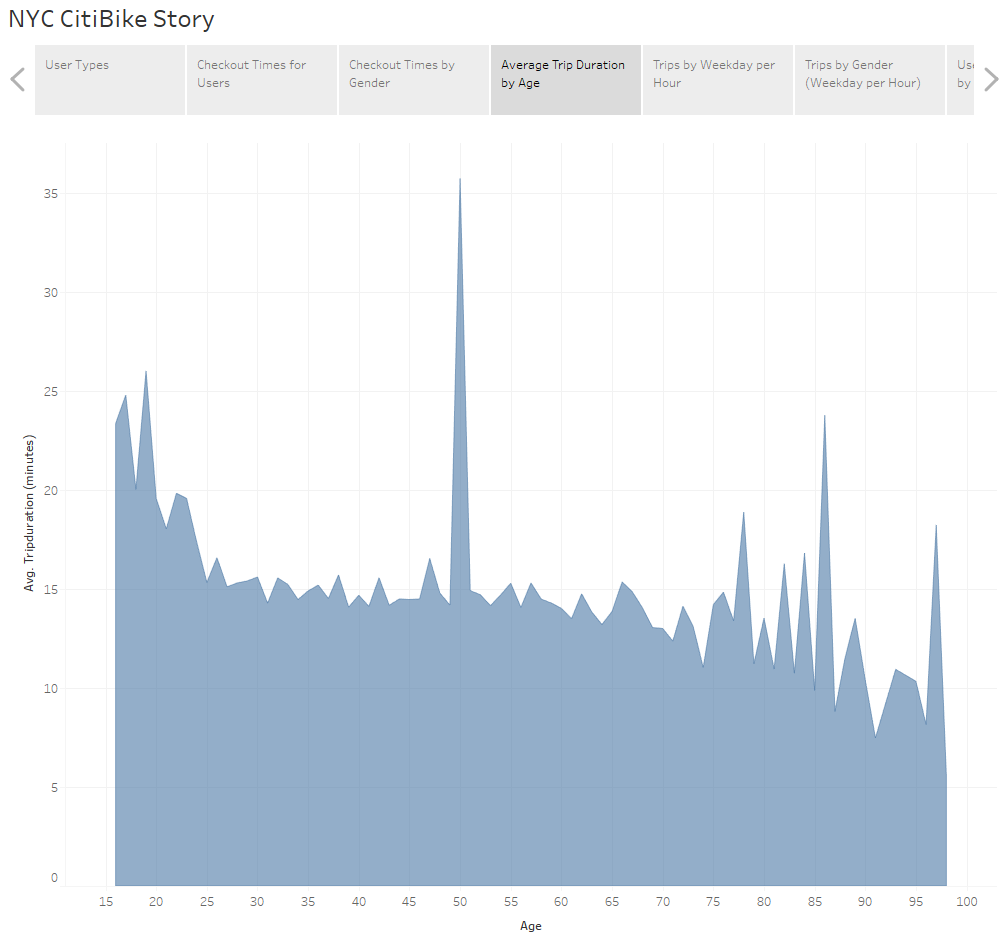 NYC CitiBike Story
User Types
Checkout Times for
Users
Checkout Times by
Gender
Average Trip Duration
by Age
Trips by Weekday per
Hour
Trips by Gender
(Weekday per Hour)
by
35
30
25
20
15
10
5
0
Avg. Tripduration (minutes)
15 20 25 30 35 40 45 50 55 60 65 70 75 80 85 90 95 100
Age